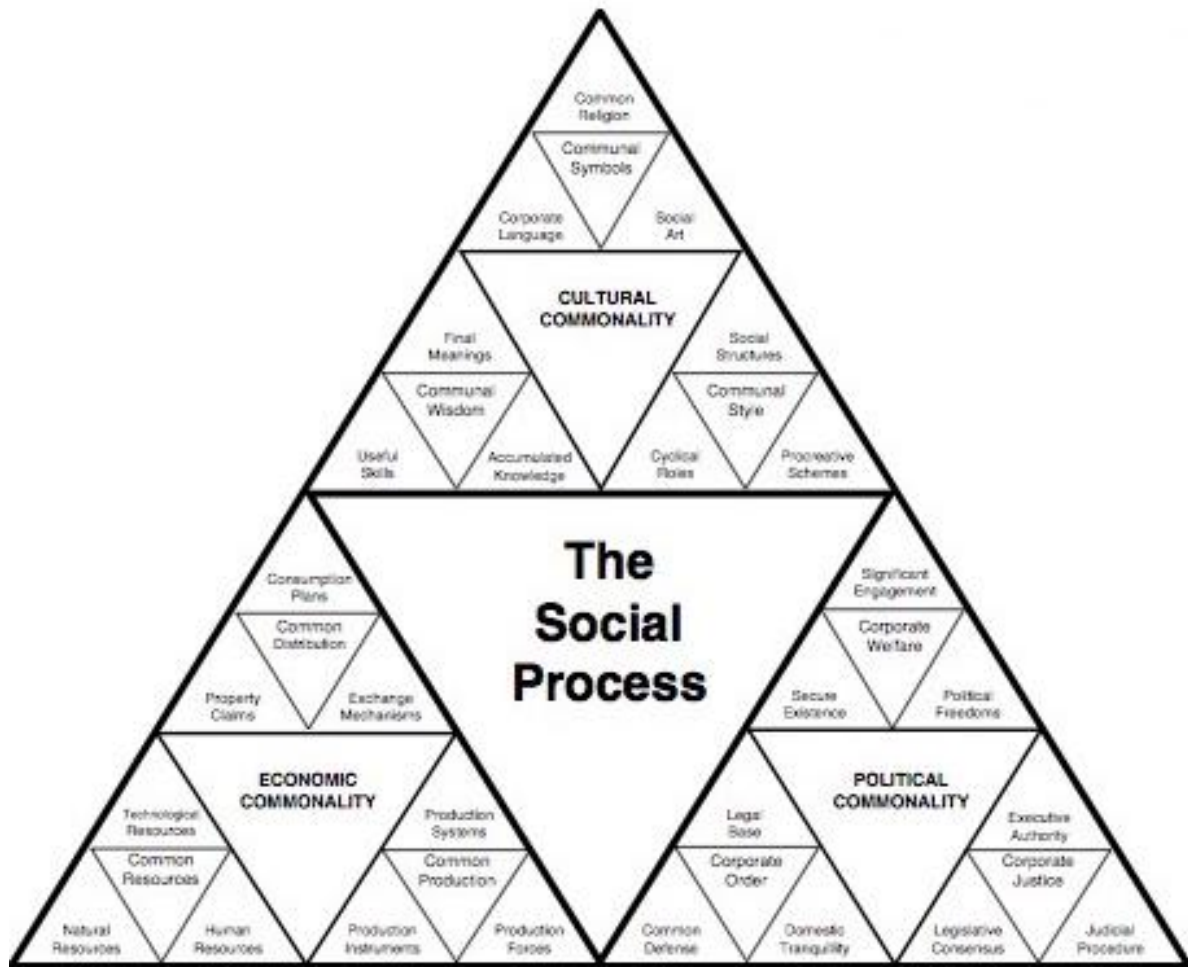 Common
Religion
Communal
Symbols
Corporate
Language
Social
Art
CULTURAL
COMMONALITY
Final
Meanings
Social
Structures
Communal
Wisdom
Communal
Style
Useful
Skills
Accumulated
Knowledge
Cyclical
Roles
Procreative
Schemes
The
Social
Process
Consumption
Plans
Common
Distribution
Property
Claims
Exchange
Mechanisms
Significant
Engagement
Corporate
Welfare
Secure
Existence
Political
Freedoms
ECONOMIC
COMMONALITY
Technological
Resources
Common
Resources
Natural
Resources
Human
Resources
Production
Systems
Common
Production
Production
Instruments
Production
Forces
POLITICAL
COMMONALITY
Legal
Base
Corporate
Order
Common
Defense
Domestic
Tranquillity
Executive
Authority
Corporate
Justice
Legislative
Consensus
Judicial
Procedure